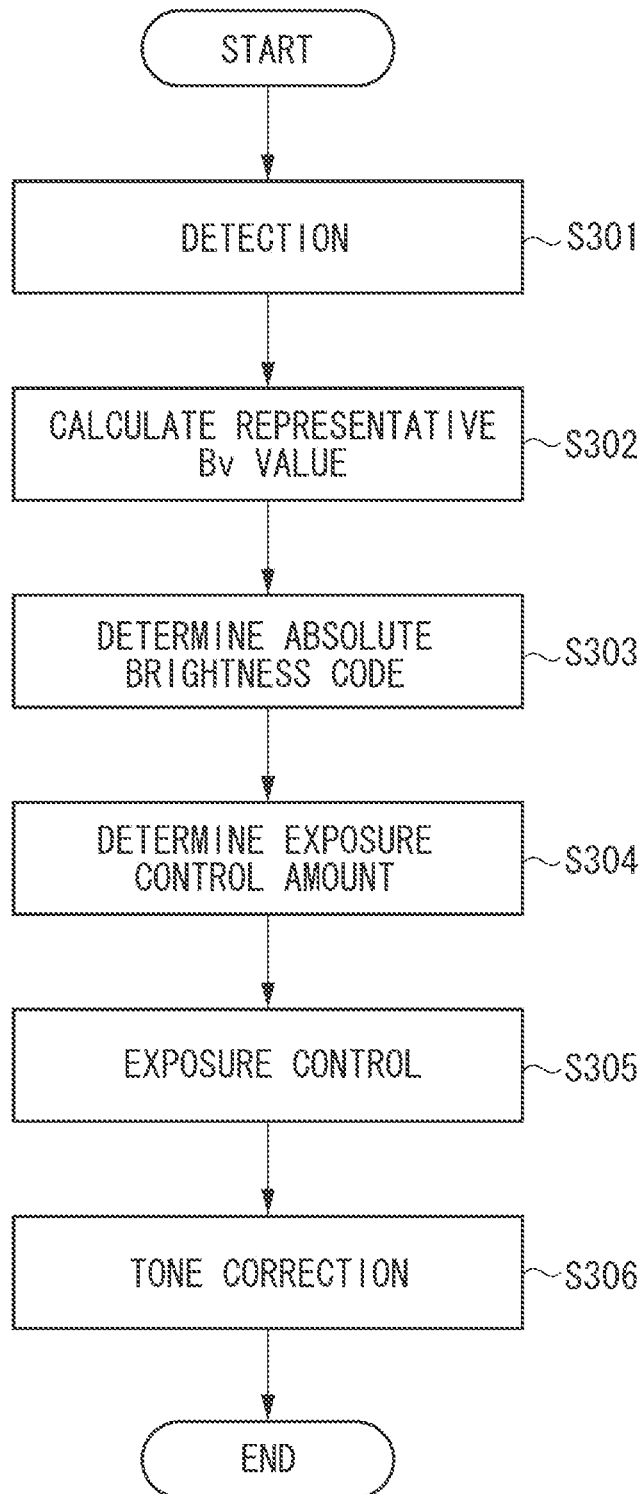 START
DETECTION
S301
CALCULATE REPRESENTATIVE
Bv VALUE
S302
DETERMINE ABSOLUTE
BRIGHTNESS CODE
S303
DETERMINE EXPOSURE
CONTROL AMOUNT
S304
EXPOSURE CONTROL
S305
TONE CORRECTION
S306
END